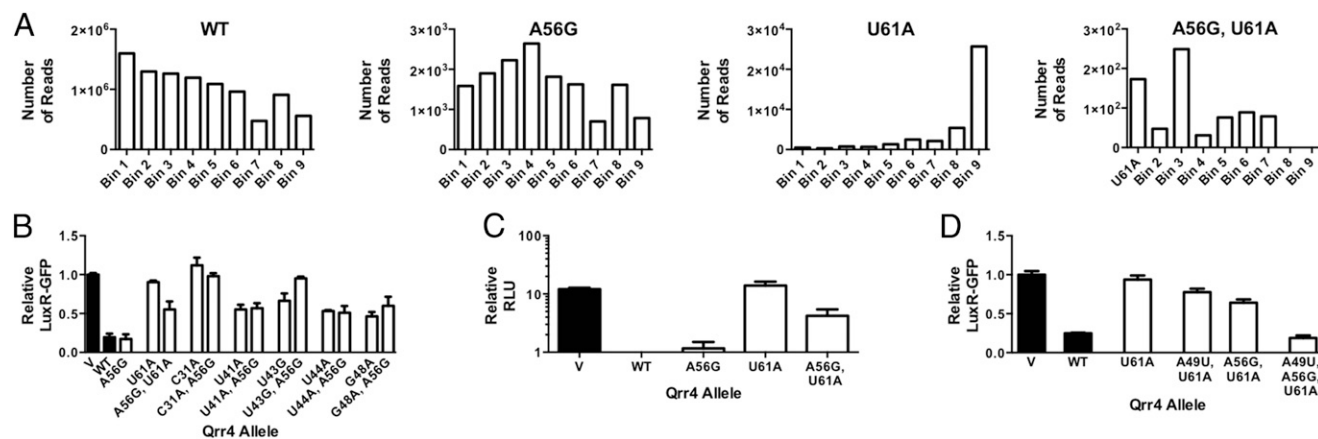 A
WT
Number of Reads
2×10⁶
1×10⁶
0
Bin 1
Bin 2
Bin 3
Bin 4
Bin 5
Bin 6
Bin 7
Bin 8
Bin 9
A56G
Number of Reads
3×10³
2×10³
1×10³
0
Bin 1
Bin 2
Bin 3
Bin 4
Bin 5
Bin 6
Bin 7
Bin 8
Bin 9
U61A
Number of Reads
3×10⁴
2×10⁴
1×10⁴
0
Bin 1
Bin 2
Bin 3
Bin 4
Bin 5
Bin 6
Bin 7
Bin 8
Bin 9
A56G, U61A
Number of Reads
3×10²
2×10²
1×10²
0
U61A
Bin 2
Bin 3
Bin 4
Bin 5
Bin 6
Bin 7
Bin 8
Bin 9
B
Relative LuxR-GFP
1.5
1.0
0.5
0.0
V
WT
A56G
U61A
A56G, U61A
C31A
C31A, A56G
U41A
U41A, A56G
U43G
U43G, A56G
U44A
U44A, A56G
G48A
G48A, A56G
Qrr4 Allele
C
Relative RLU
100
10
1
V
WT
A56G
U61A
A56G,
U61A
Qrr4 Allele
D
Relative LuxR-GFP
1.5
1.0
0.5
0.0
V
WT
U61A
A49U,
U61A
A56G,
U61A
A49U,
A56G,
U61A
Qrr4 Allele